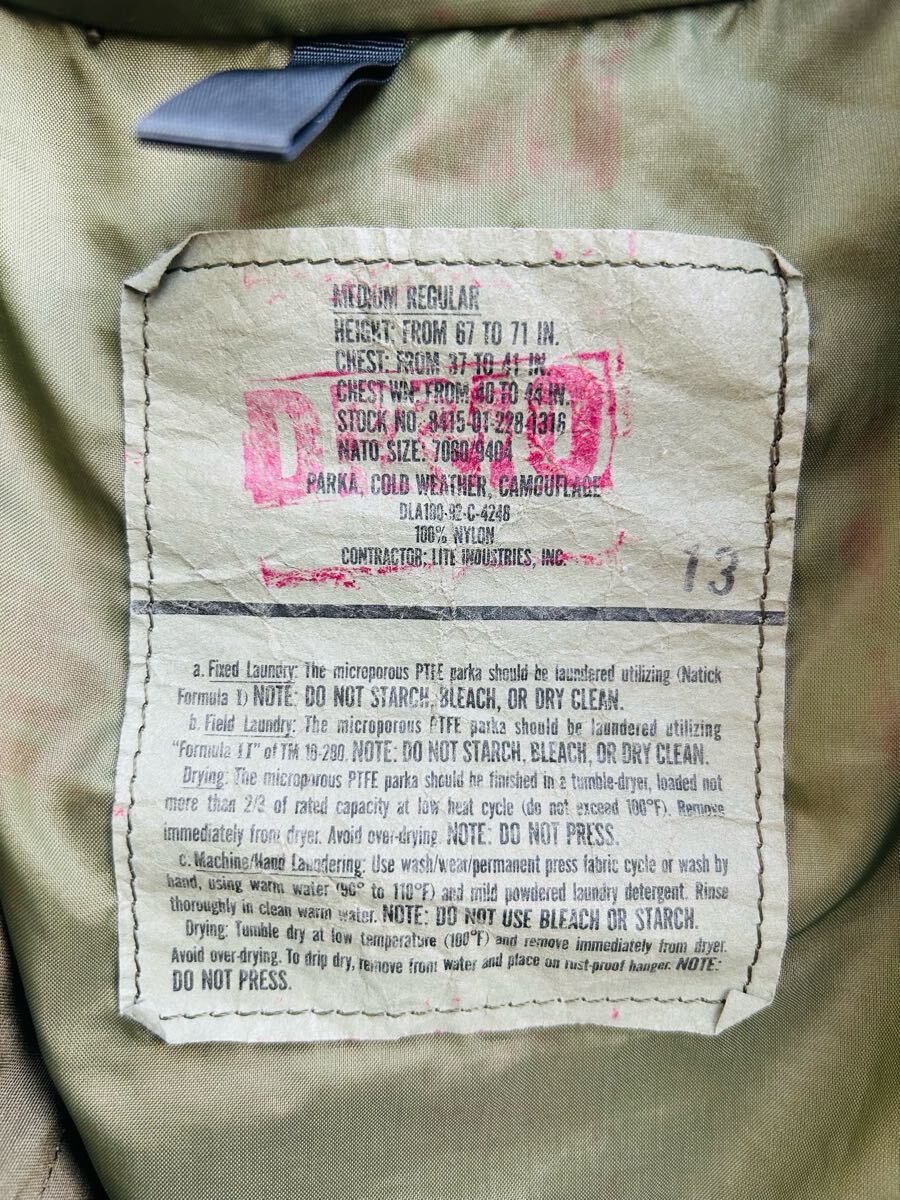 MEDIUM REGULAR
HEIGHT: FROM 67 TO 71 IN.
CHEST: FROM 37 TO 41 IN.
CHEST WN: FROM 40 TO 44 IN.
STOCK NO: 8415-01-228-1316
NATO. SIZE: 7080/9404
PARKA, COLD WEATHER, CAMOUFLAGE
DLA100-92-C-4248
100% NYLON
CONTRACTOR: LITE INDUSTRIES, INC.
13
a. Fixed Laundry: The microporous PTFE parka should be laundered utilizing (Natick
Formula 1) NOTE: DO NOT STARCH, BLEACH, OR DRY CLEAN.
b. Field Laundry: The microporous PTFE parka should be laundered utilizing
"Formula II" of TM 10-280. NOTE: DO NOT STARCH, BLEACH, OR DRY CLEAN.
Drying: The microporous PTFE parka should be finished in a tumble-dryer, loaded not
more than 2/3 of rated capacity at low heat cycle (do not exceed 100°F). Remove
immediately from dryer. Avoid over-drying. NOTE: DO NOT PRESS.
c. Machine/Hand Laundering: Use wash/wear/permanent press fabric cycle or wash by
hand, using warm water (90° to 110°F) and mild powdered laundry detergent. Rinse
thoroughly in clean warm water. NOTE: DO NOT USE BLEACH OR STARCH.
Drying: Tumble dry at low temperature (100°F) and remove immediately from dryer.
Avoid over-drying. To drip dry, remove from water and place on rust-proof hanger. NOTE:
DO NOT PRESS.